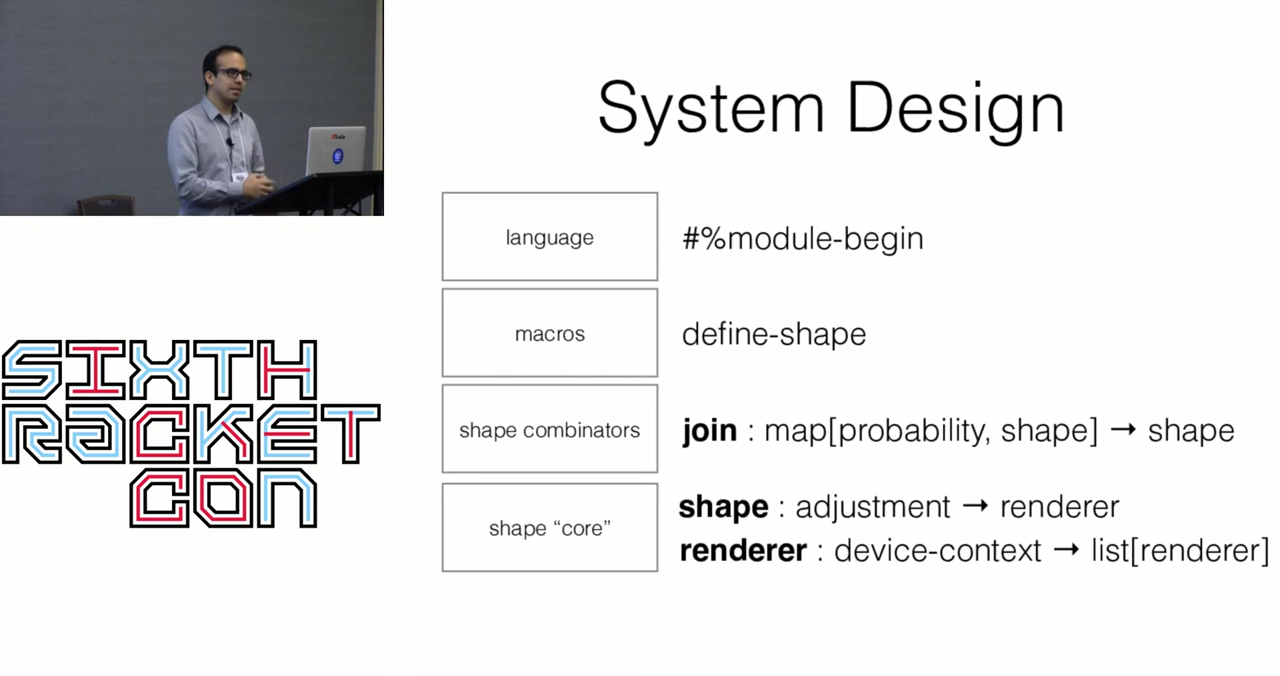 Scala
SIXTH
RACKET
CON
System Design
language
#%module-begin
macros
define-shape
shape combinators
join : map[probability, shape] → shape
shape “core”
shape : adjustment → renderer
renderer : device-context → list[renderer]